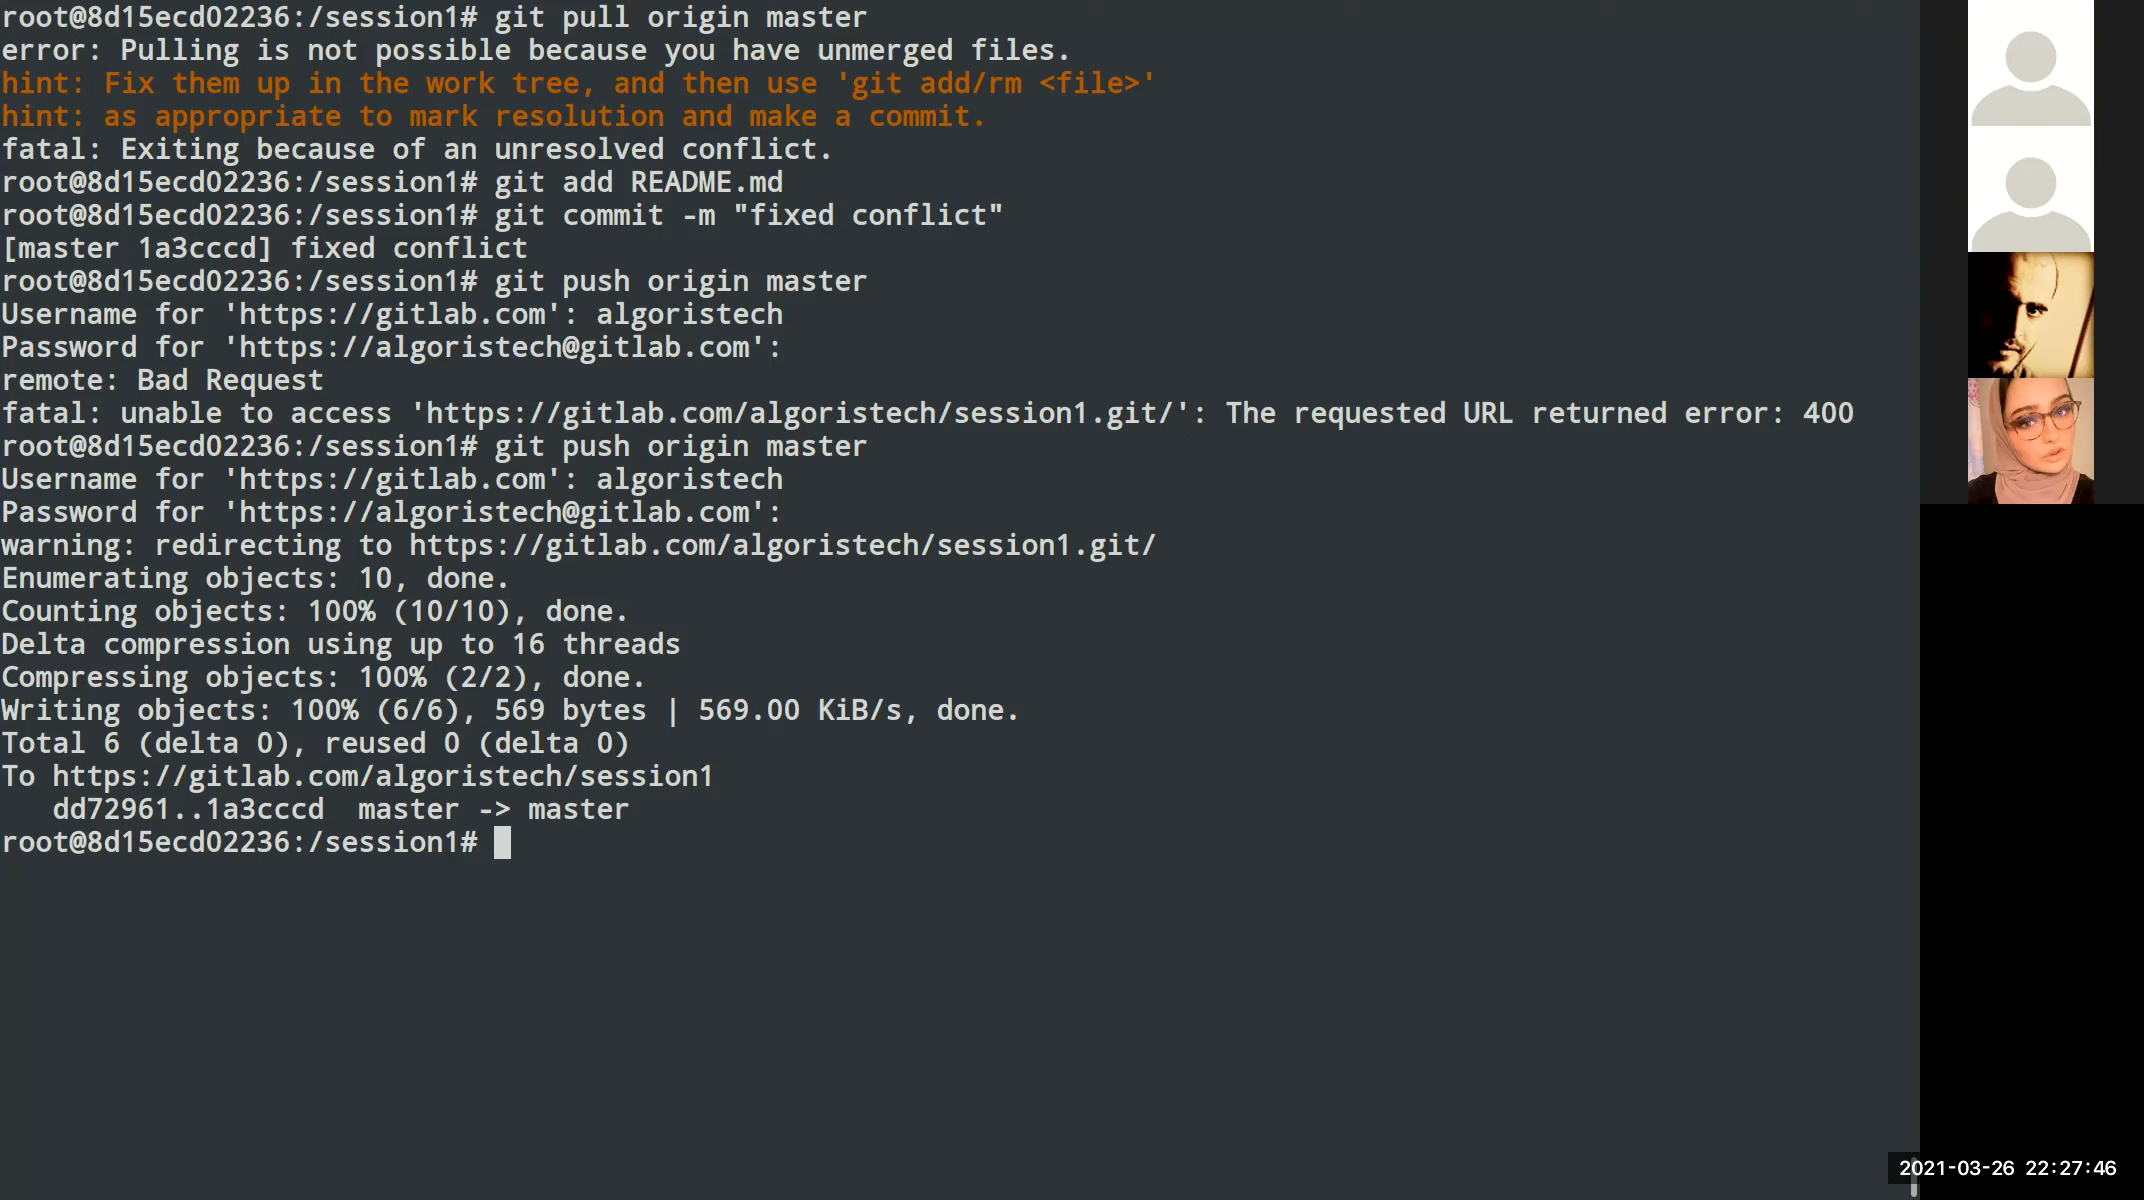 root@8d15ecd02236:/session1# git pull origin master
error: Pulling is not possible because you have unmerged files.
hint: Fix them up in the work tree, and then use 'git add/rm <file>'
hint: as appropriate to mark resolution and make a commit.
fatal: Exiting because of an unresolved conflict.
root@8d15ecd02236:/session1# git add README.md
root@8d15ecd02236:/session1# git commit -m "fixed conflict"
[master 1a3cccd] fixed conflict
root@8d15ecd02236:/session1# git push origin master
Username for 'https://gitlab.com': algoristech
Password for 'https://algoristech@gitlab.com':
remote: Bad Request
fatal: unable to access 'https://gitlab.com/algoristech/session1.git/': The requested URL returned error: 400
root@8d15ecd02236:/session1# git push origin master
Username for 'https://gitlab.com': algoristech
Password for 'https://algoristech@gitlab.com':
warning: redirecting to https://gitlab.com/algoristech/session1.git/
Enumerating objects: 10, done.
Counting objects: 100% (10/10), done.
Delta compression using up to 16 threads
Compressing objects: 100% (2/2), done.
Writing objects: 100% (6/6), 569 bytes | 569.00 KiB/s, done.
Total 6 (delta 0), reused 0 (delta 0)
To https://gitlab.com/algoristech/session1
   dd72961..1a3cccd  master -> master
root@8d15ecd02236:/session1#
2021-03-26 22:27:46